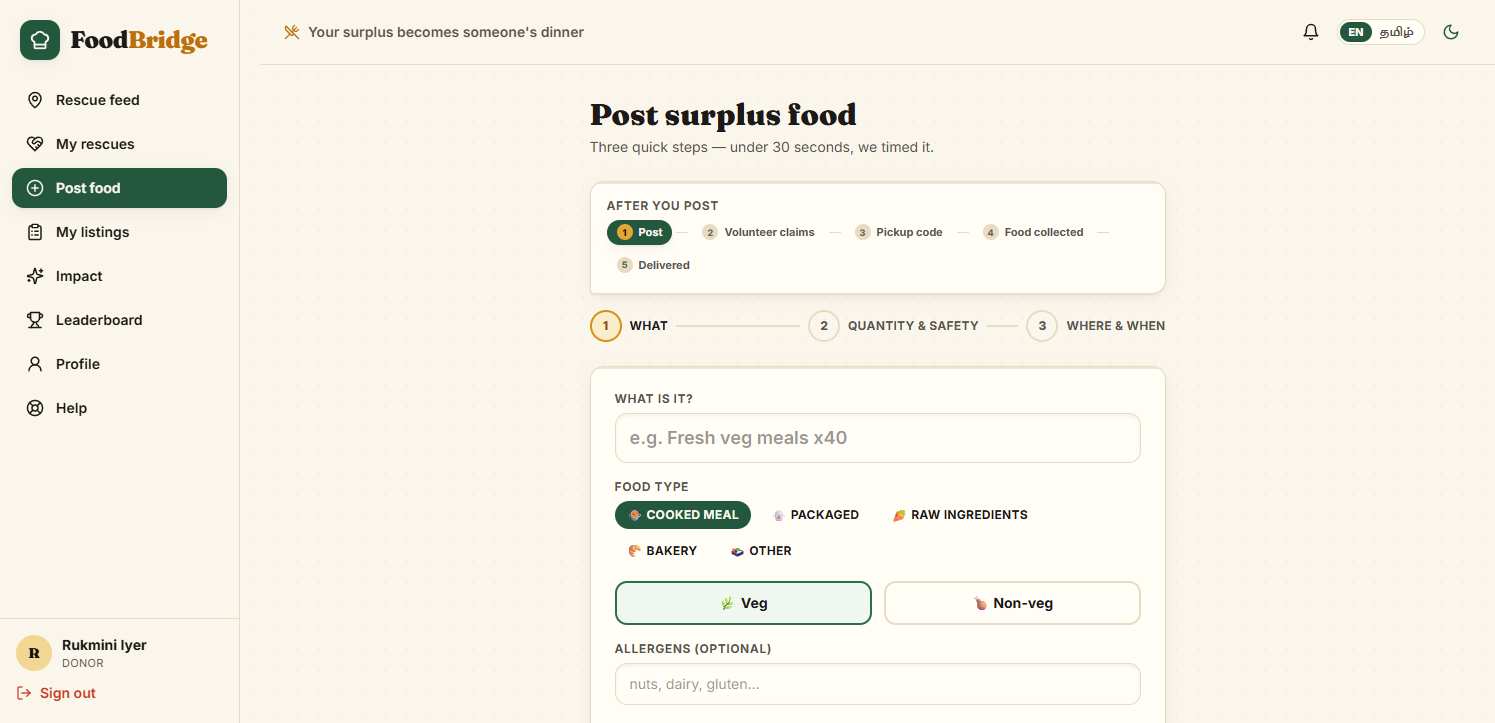 FoodBridge
Your surplus becomes someone's dinner
EN தமிழ்
Rescue feed
My rescues
Post food
My listings
Impact
Leaderboard
Profile
Help
R
Rukmini Iyer
DONOR
Sign out
Post surplus food
Three quick steps — under 30 seconds, we timed it.
AFTER YOU POST
1 Post — 2 Volunteer claims — 3 Pickup code — 4 Food collected —
5 Delivered
1 WHAT 2 QUANTITY & SAFETY 3 WHERE & WHEN
WHAT IS IT?
e.g. Fresh veg meals x40
FOOD TYPE
COOKED MEAL PACKAGED RAW INGREDIENTS
BAKERY OTHER
Veg Non-veg
ALLERGENS (OPTIONAL)
nuts, dairy, gluten...